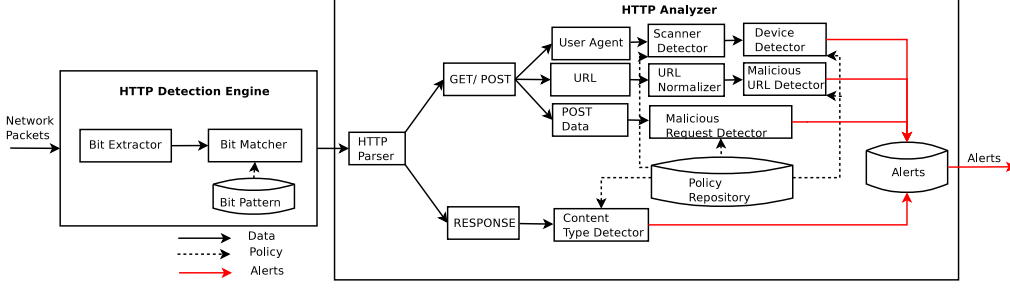 HTTP Analyzer
HTTP Detection Engine
Network
Packets
Bit Extractor
Bit Matcher
Bit Pattern
HTTP
Parser
GET/ POST
RESPONSE
User Agent
URL
POST
Data
Scanner
Detector
Device
Detector
URL
Normalizer
Malicious
URL Detector
Malicious
Request Detector
Policy
Repository
Content
Type Detector
Alerts
Alerts
Data
Policy
Alerts